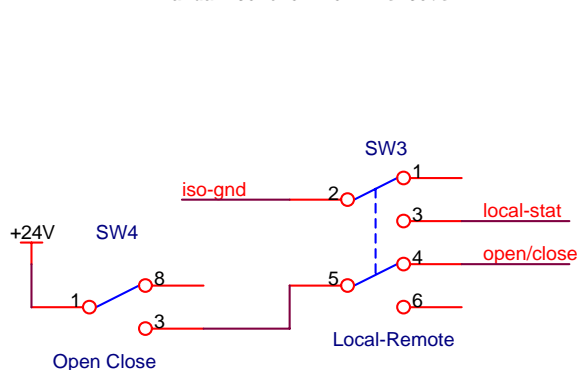 SW3
1
iso-gnd
2
3
local-stat
+24V
SW4
open/close
4
8
5
1
6
3
Local-Remote
Open Close